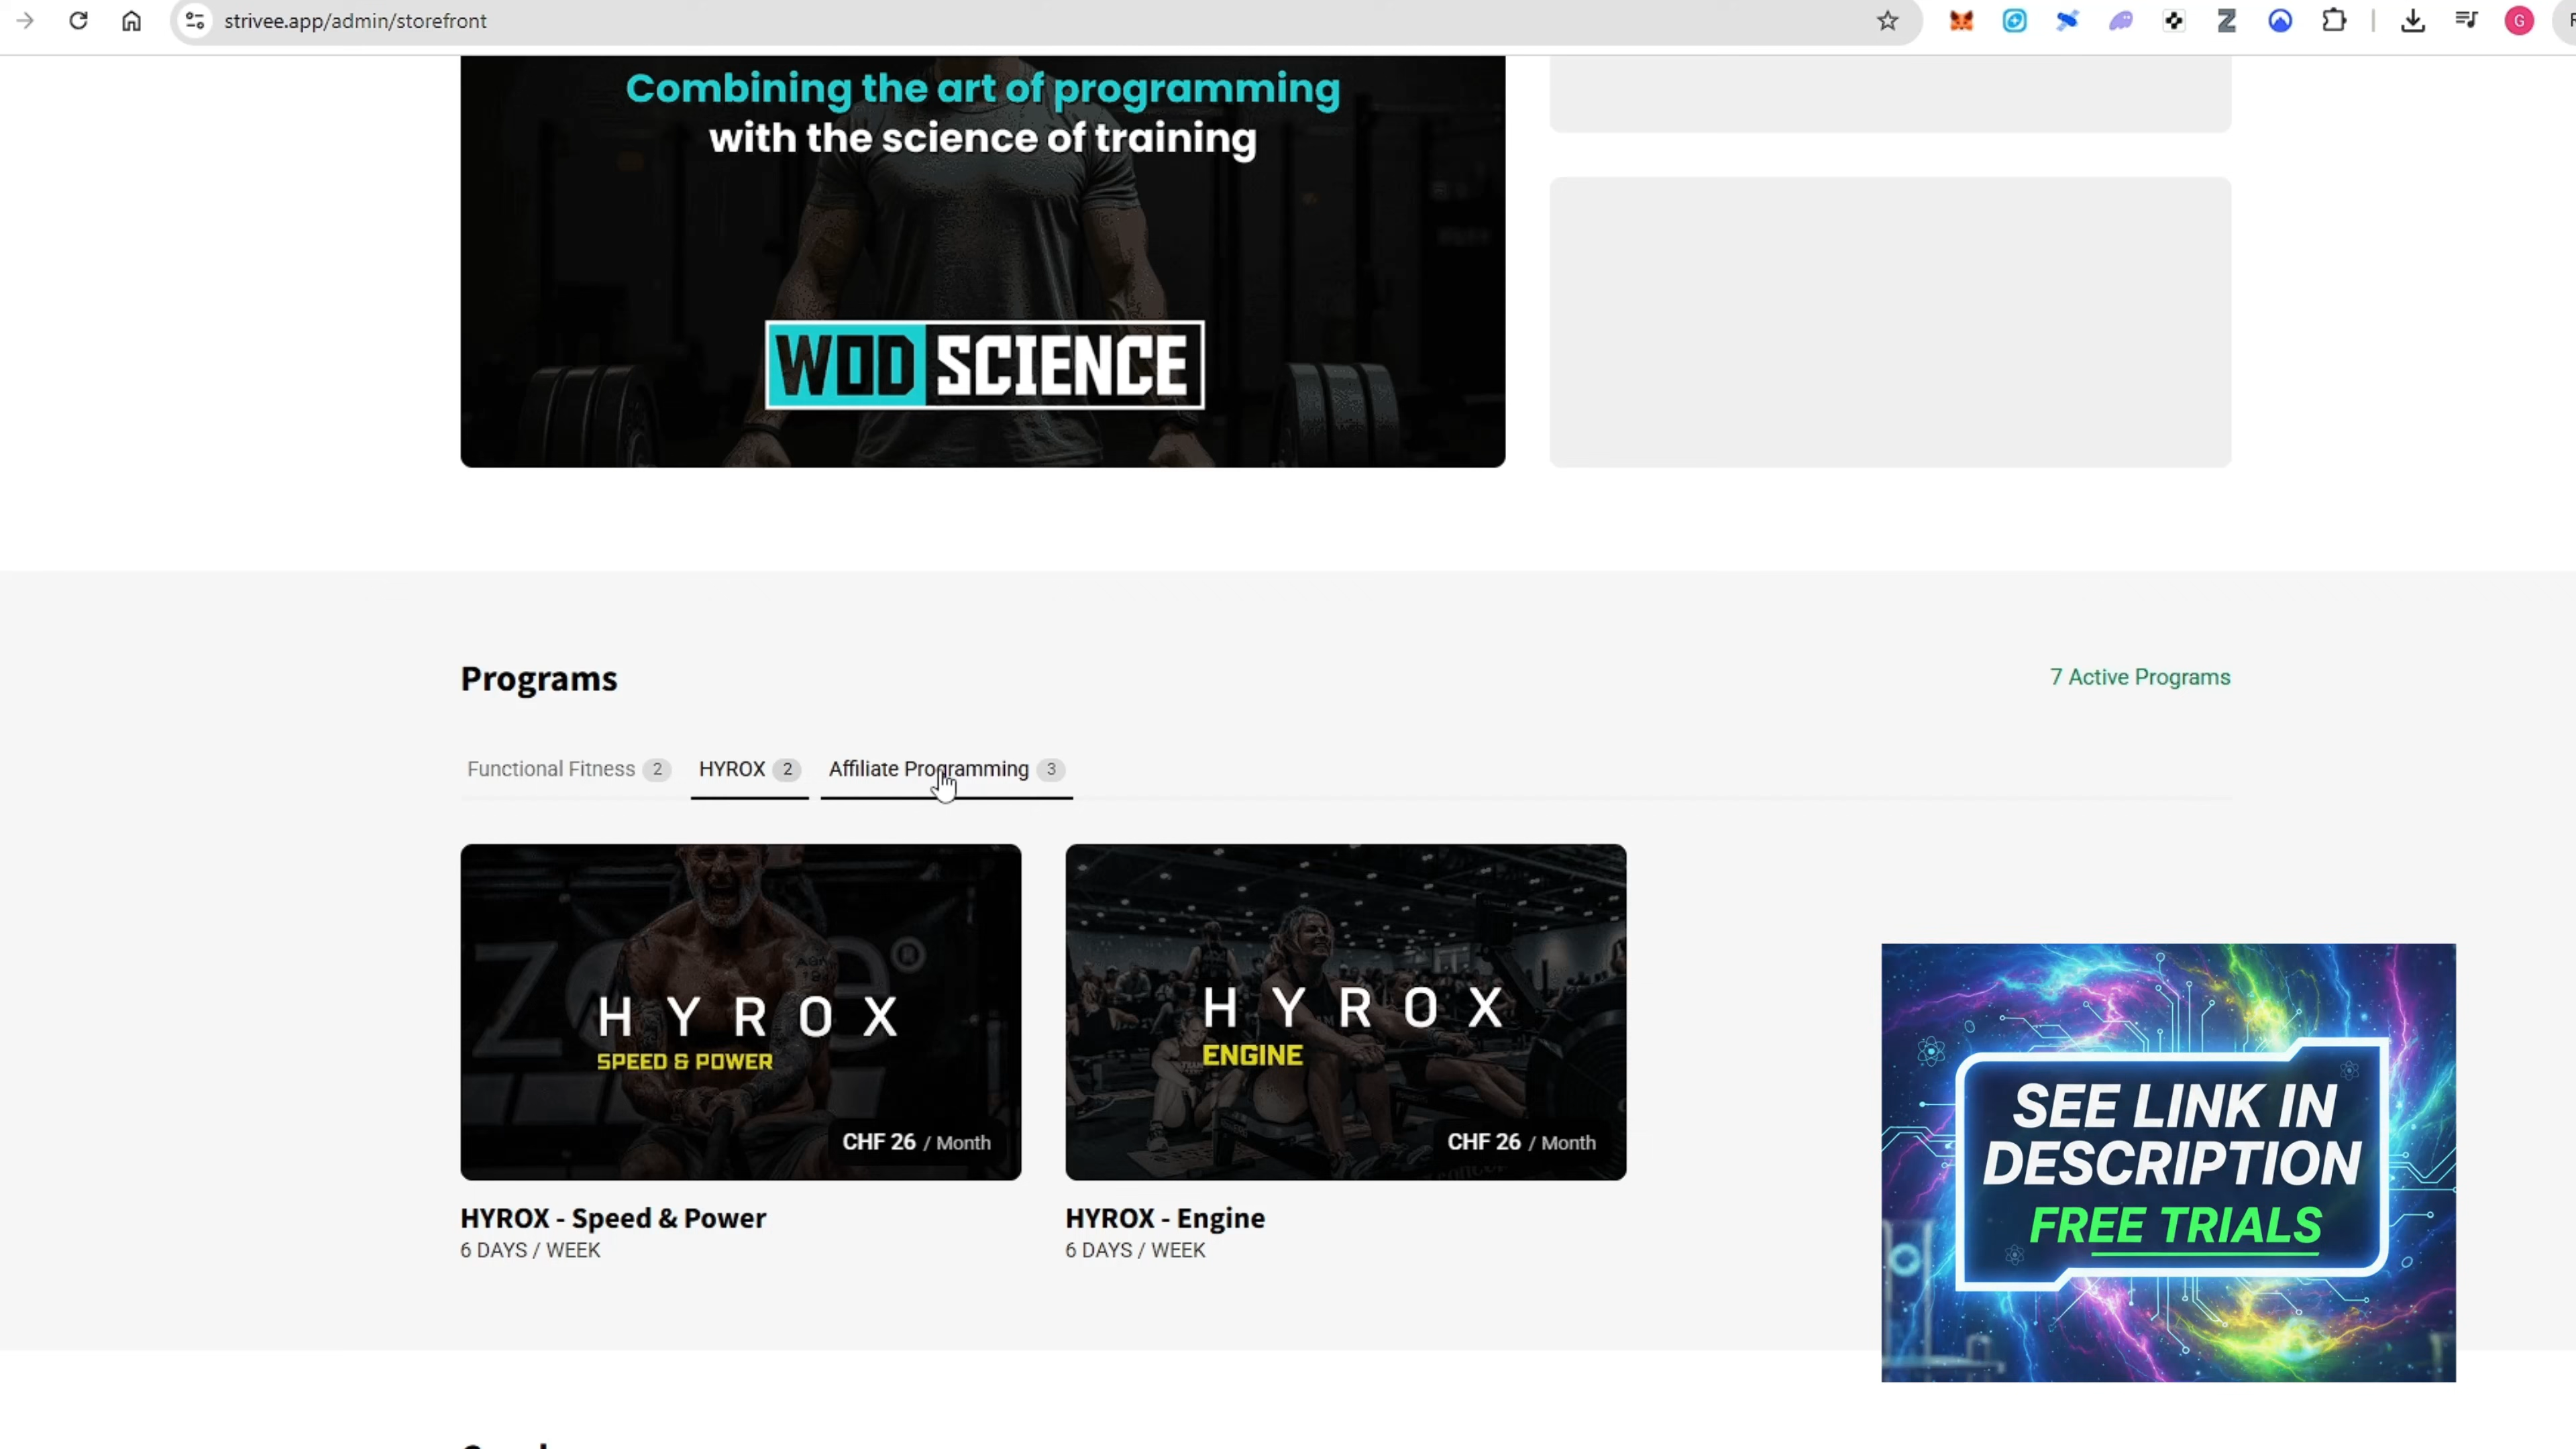 strivee.app/admin/storefront
Combining the art of programming
with the science of training
WOD SCIENCE
Programs
7 Active Programs
Functional Fitness 2
HYROX 2
Affiliate Programming 3
HYROX
SPEED & POWER
CHF 26 / Month
HYROX
ENGINE
CHF 26 / Month
HYROX - Speed & Power
6 DAYS / WEEK
HYROX - Engine
6 DAYS / WEEK
SEE LINK IN
DESCRIPTION
FREE TRIALS